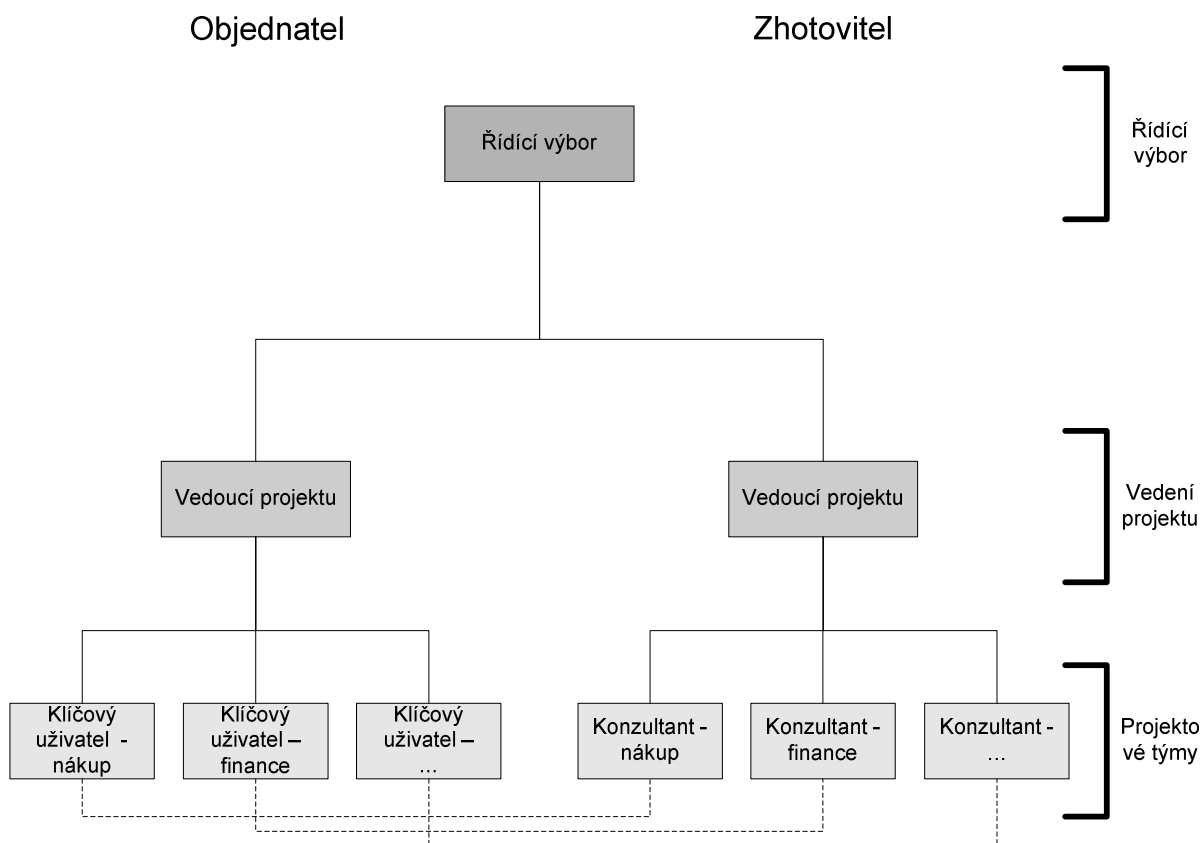 Objednatel
Zhotovitel
Řídící výbor
Řídící
výbor
Vedoucí projektu
Vedoucí projektu
Vedení
projektu
Klíčový
uživatel -
nákup
Klíčový
uživatel –
finance
Klíčový
uživatel –
...
Konzultant -
nákup
Konzultant -
finance
Konzultant -
...
Projekto
vé týmy